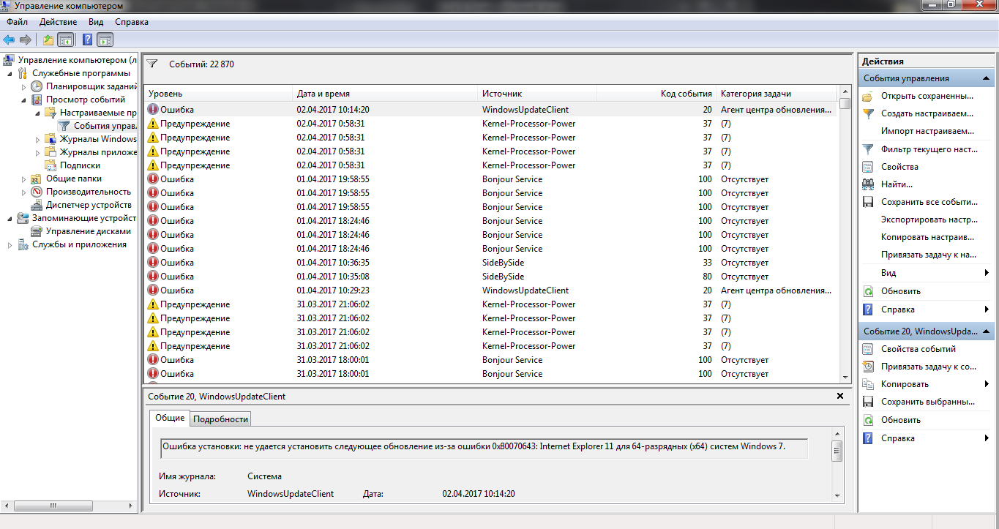 Управление компьютером
Файл Действие Вид Справка
Управление компьютером (л
Служебные программы
Планировщик заданий
Просмотр событий
Настраиваемые пр
События управл
Журналы Windows
Журналы приложе
Подписки
Общие папки
Производительность
Диспетчер устройств
Запоминающие устройст
Управление дисками
Службы и приложения
Событий: 22 870
Уровень Дата и время Источник Код события Категория задачи
Ошибка 02.04.2017 10:14:20 WindowsUpdateClient 20 Агент центра обновления...
Предупреждение 02.04.2017 0:58:31 Kernel-Processor-Power 37 (7)
Предупреждение 02.04.2017 0:58:31 Kernel-Processor-Power 37 (7)
Предупреждение 02.04.2017 0:58:31 Kernel-Processor-Power 37 (7)
Предупреждение 02.04.2017 0:58:31 Kernel-Processor-Power 37 (7)
Ошибка 01.04.2017 19:58:55 Bonjour Service 100 Отсутствует
Ошибка 01.04.2017 19:58:55 Bonjour Service 100 Отсутствует
Ошибка 01.04.2017 19:58:55 Bonjour Service 100 Отсутствует
Ошибка 01.04.2017 18:24:46 Bonjour Service 100 Отсутствует
Ошибка 01.04.2017 18:24:46 Bonjour Service 100 Отсутствует
Ошибка 01.04.2017 18:24:46 Bonjour Service 100 Отсутствует
Ошибка 01.04.2017 10:36:35 SideBySide 33 Отсутствует
Ошибка 01.04.2017 10:35:08 SideBySide 80 Отсутствует
Ошибка 01.04.2017 10:29:23 WindowsUpdateClient 20 Агент центра обновления...
Предупреждение 31.03.2017 21:06:02 Kernel-Processor-Power 37 (7)
Предупреждение 31.03.2017 21:06:02 Kernel-Processor-Power 37 (7)
Предупреждение 31.03.2017 21:06:02 Kernel-Processor-Power 37 (7)
Предупреждение 31.03.2017 21:06:02 Kernel-Processor-Power 37 (7)
Ошибка 31.03.2017 18:00:01 Bonjour Service 100 Отсутствует
Ошибка 31.03.2017 18:00:01 Bonjour Service 100 Отсутствует
Событие 20, WindowsUpdateClient
Общие Подробности
Ошибка установки: не удается установить следующее обновление из-за ошибки 0x80070643: Internet Explorer 11 для 64-разрядных (x64) систем Windows 7.
Имя журнала: Система
Источник: WindowsUpdateClient Дата: 02.04.2017 10:14:20
Действия
События управления
Открыть сохраненны...
Создать настраиваем...
Импорт настраиваем...
Фильтр текущего наст...
Свойства
Найти...
Сохранить все событи...
Экспортировать настр...
Копировать настраив...
Привязать задачу к на...
Вид
Обновить
Справка
Событие 20, WindowsUpda...
Свойства событий
Привязать задачу к со...
Копировать
Сохранить выбранны...
Обновить
Справка